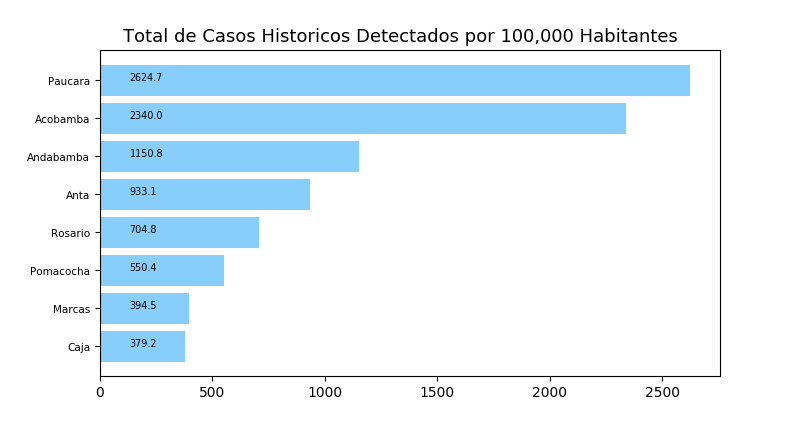 Total de Casos Historicos Detectados por 100,000 Habitantes
Paucara 2624.7
Acobamba 2340.0
Andabamba 1150.8
Anta 933.1
Rosario 704.8
Pomacocha 550.4
Marcas 394.5
Caja 379.2
0 500 1000 1500 2000 2500